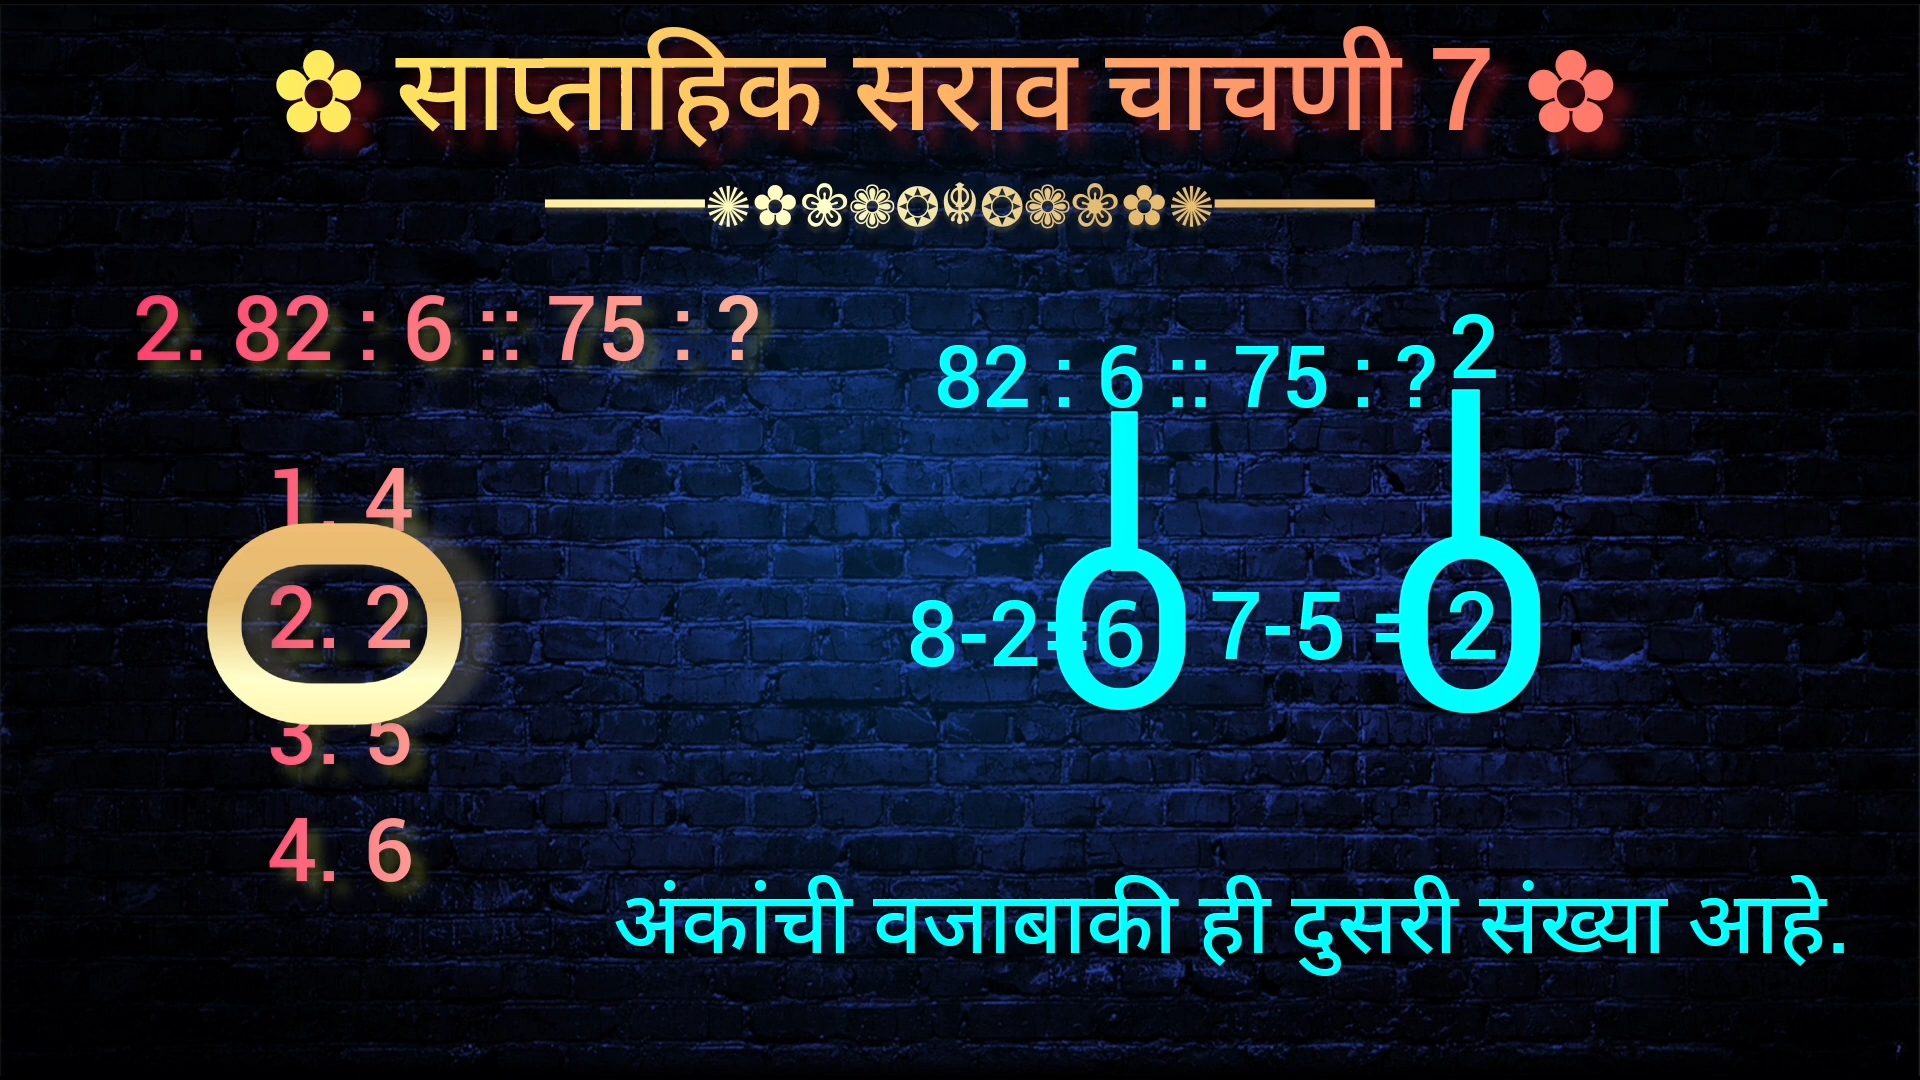 ✿ साप्ताहिक सराव चाचणी 7 ✿
2. 82 : 6 :: 75 : ?
82 : 6 :: 75 : ? 2
1. 4
2. 2
8-2=6 7-5 = 2
3. 5
4. 6
अंकांची वजाबाकी ही दुसरी संख्या आहे.